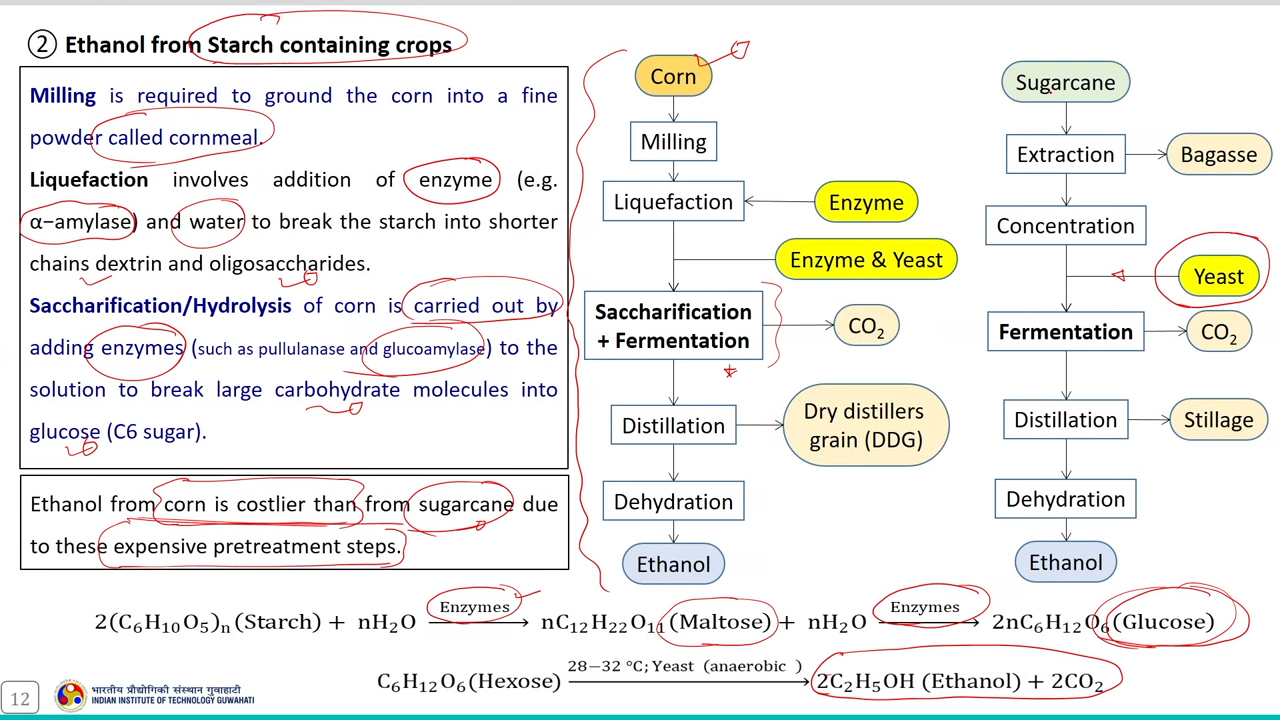 ② Ethanol from Starch containing crops
Milling is required to ground the corn into a fine
powder called cornmeal.
Liquefaction involves addition of enzyme (e.g.
α−amylase) and water to break the starch into shorter
chains dextrin and oligosaccharides.
Saccharification/Hydrolysis of corn is carried out by
adding enzymes (such as pullulanase and glucoamylase) to the
solution to break large carbohydrate molecules into
glucose (C6 sugar).
Ethanol from corn is costlier than from sugarcane due
to these expensive pretreatment steps.
Corn
Milling
Liquefaction
Enzyme
Enzyme & Yeast
Saccharification
+ Fermentation
CO₂
Distillation
Dry distillers
grain (DDG)
Dehydration
Ethanol
Sugarcane
Extraction
Bagasse
Concentration
Yeast
Fermentation
CO₂
Distillation
Stillage
Dehydration
Ethanol
2(C₆H₁₀O₅)ₙ(Starch) + nH₂O Enzymes nC₁₂H₂₂O₁₁(Maltose) + nH₂O Enzymes 2nC₆H₁₂O₆(Glucose)
C₆H₁₂O₆(Hexose) 28−32 °C; Yeast (anaerobic ) 2C₂H₅OH (Ethanol) + 2CO₂
12
भारतीय प्रौद्योगिकी संस्थान गुवाहाटी
INDIAN INSTITUTE OF TECHNOLOGY GUWAHATI